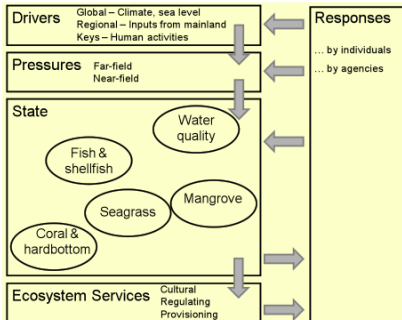 Drivers
Global – Climate, sea level
Regional – Inputs from mainland
Keys – Human activities
Pressures
Far-field
Near-field
State
Water
quality
Fish &
shellfish
Mangrove
Seagrass
Coral &
hardbottom
Ecosystem Services
Cultural
Regulating
Provisioning
Responses
... by individuals
... by agencies